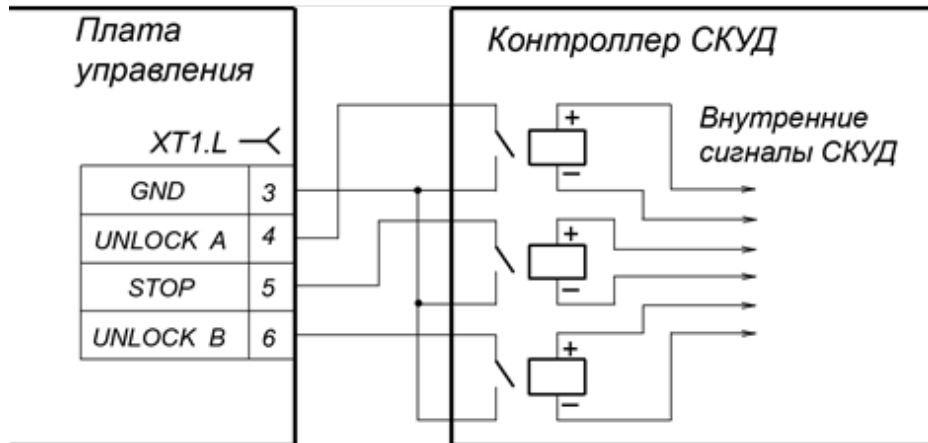 Плата
управления
Контроллер СКУД
XT1.L
Внутренние
сигналы СКУД
GND 3
UNLOCK A 4
STOP 5
UNLOCK B 6
+
−
+
−
+
−